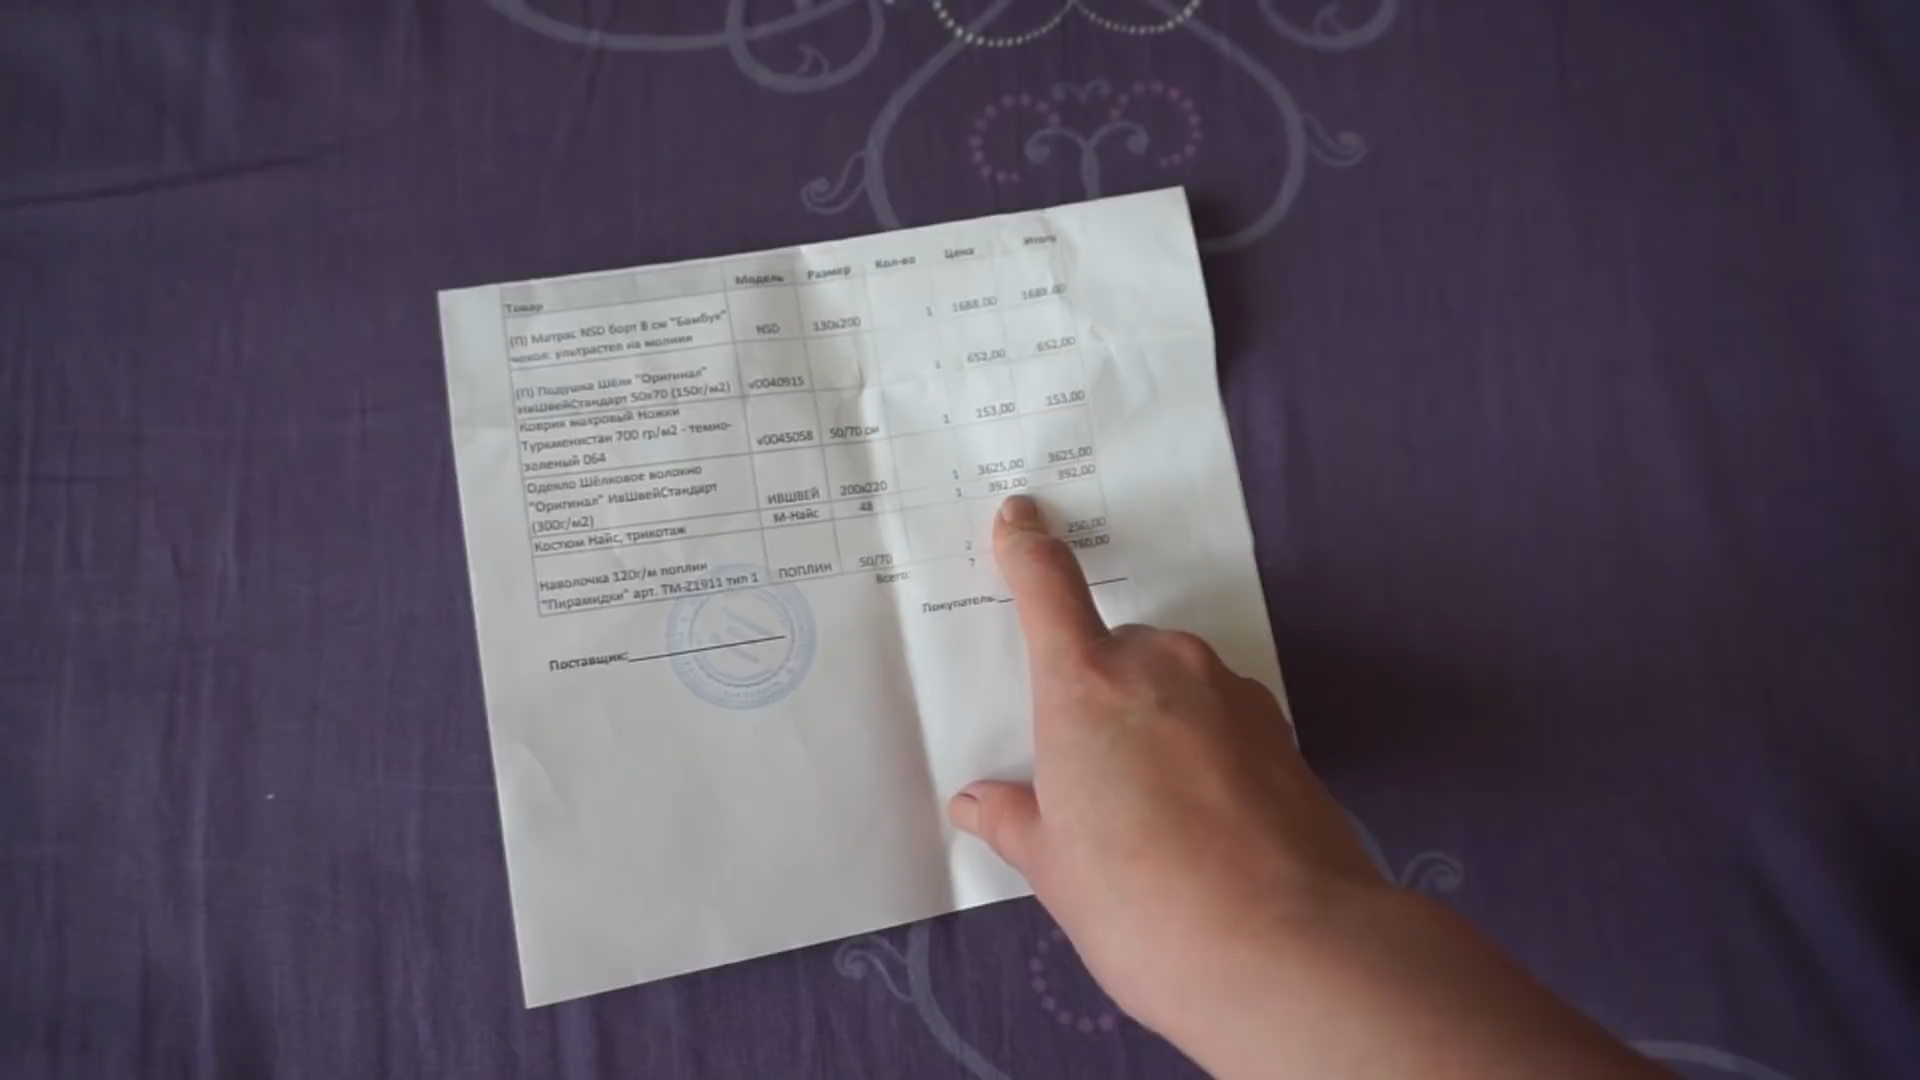 Товар Модель Размер Кол-во Цена Итого
(П) Матрас NSD борт 8 см "Бамбук"
чехол: ультрастеп на молнии NSD 130х200 1 1688,00 1688,00
(П) Подушка Шёлк "Оригинал"
ИвШвейСтандарт 50х70 (150г/м2) v0040915 1 652,00 652,00
Коврик махровый Ножки
Туркменистан 700 гр/м2 - темно-
зеленый 064 v0045058 50/70 см 1 153,00 153,00
Одеяло Шёлковое волокно
"Оригинал" ИвШвейСтандарт
(300г/м2) ИВШВЕЙ 200х220 1 3625,00 3625,00
Костюм Найс, трикотаж М-Найс 48 1 392,00 392,00
Наволочка 120г/м поплин
"Пирамидки" арт. ТМ-Z1911 тип 1 ПОПЛИН 50/70 2 250,00
Всего: 7 760,00
Поставщик: Покупатель: